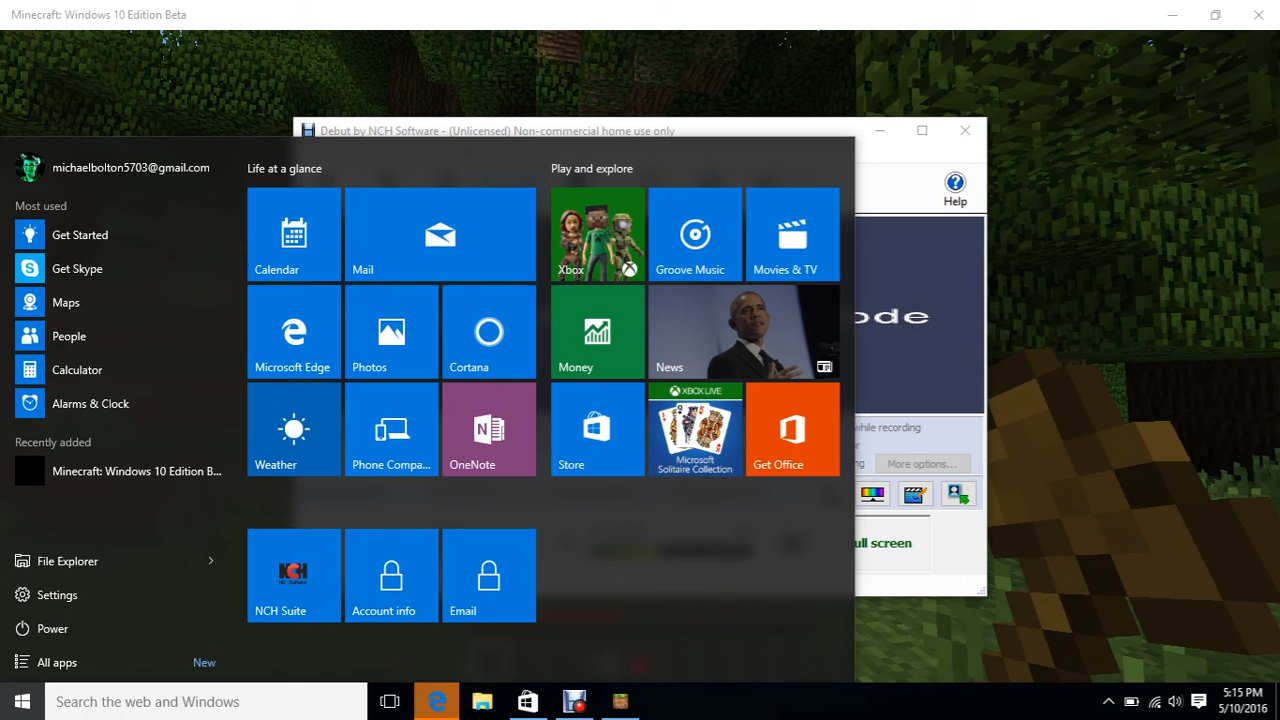 Minecraft: Windows 10 Edition Beta
Debut by NCH Software - (Unlicensed) Non-commercial home use only
michaelbolton5703@gmail.com
Life at a glance
Play and explore
Help
Most used
Get Started
Get Skype
Maps
People
Calculator
Alarms & Clock
Recently added
Minecraft: Windows 10 Edition B...
File Explorer
Settings
Power
All apps
New
Calendar
Mail
Microsoft Edge
Photos
Cortana
Weather
Phone Compa...
N
OneNote
NCH
NCH Suite
Account info
Email
Xbox
Groove Music
Movies & TV
Money
News
Store
XBOX LIVE
Microsoft
Solitaire Collection
Get Office
ode
while recording
ng
More options...
ull screen
Search the web and Windows
5:15 PM
5/10/2016